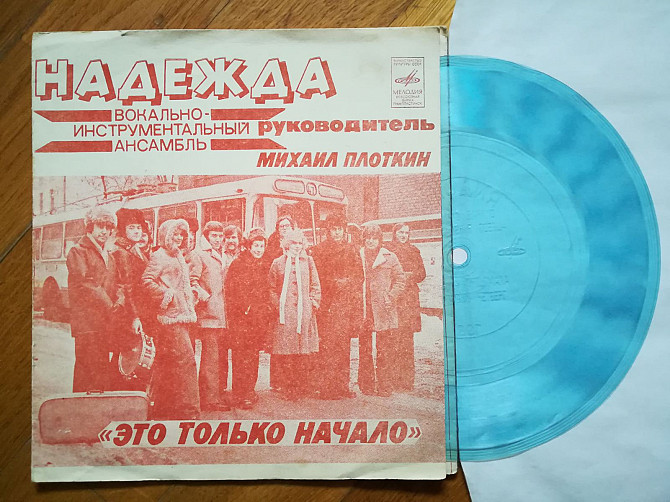 НАДЕЖДА
МЕЛОДИЯ
ВОКАЛЬНО-
ИНСТРУМЕНТАЛЬНЫЙ
АНСАМБЛЬ
РУКОВОДИТЕЛЬ
МИХАИЛ ПЛОТКИН
«ЭТО ТОЛЬКО НАЧАЛО»